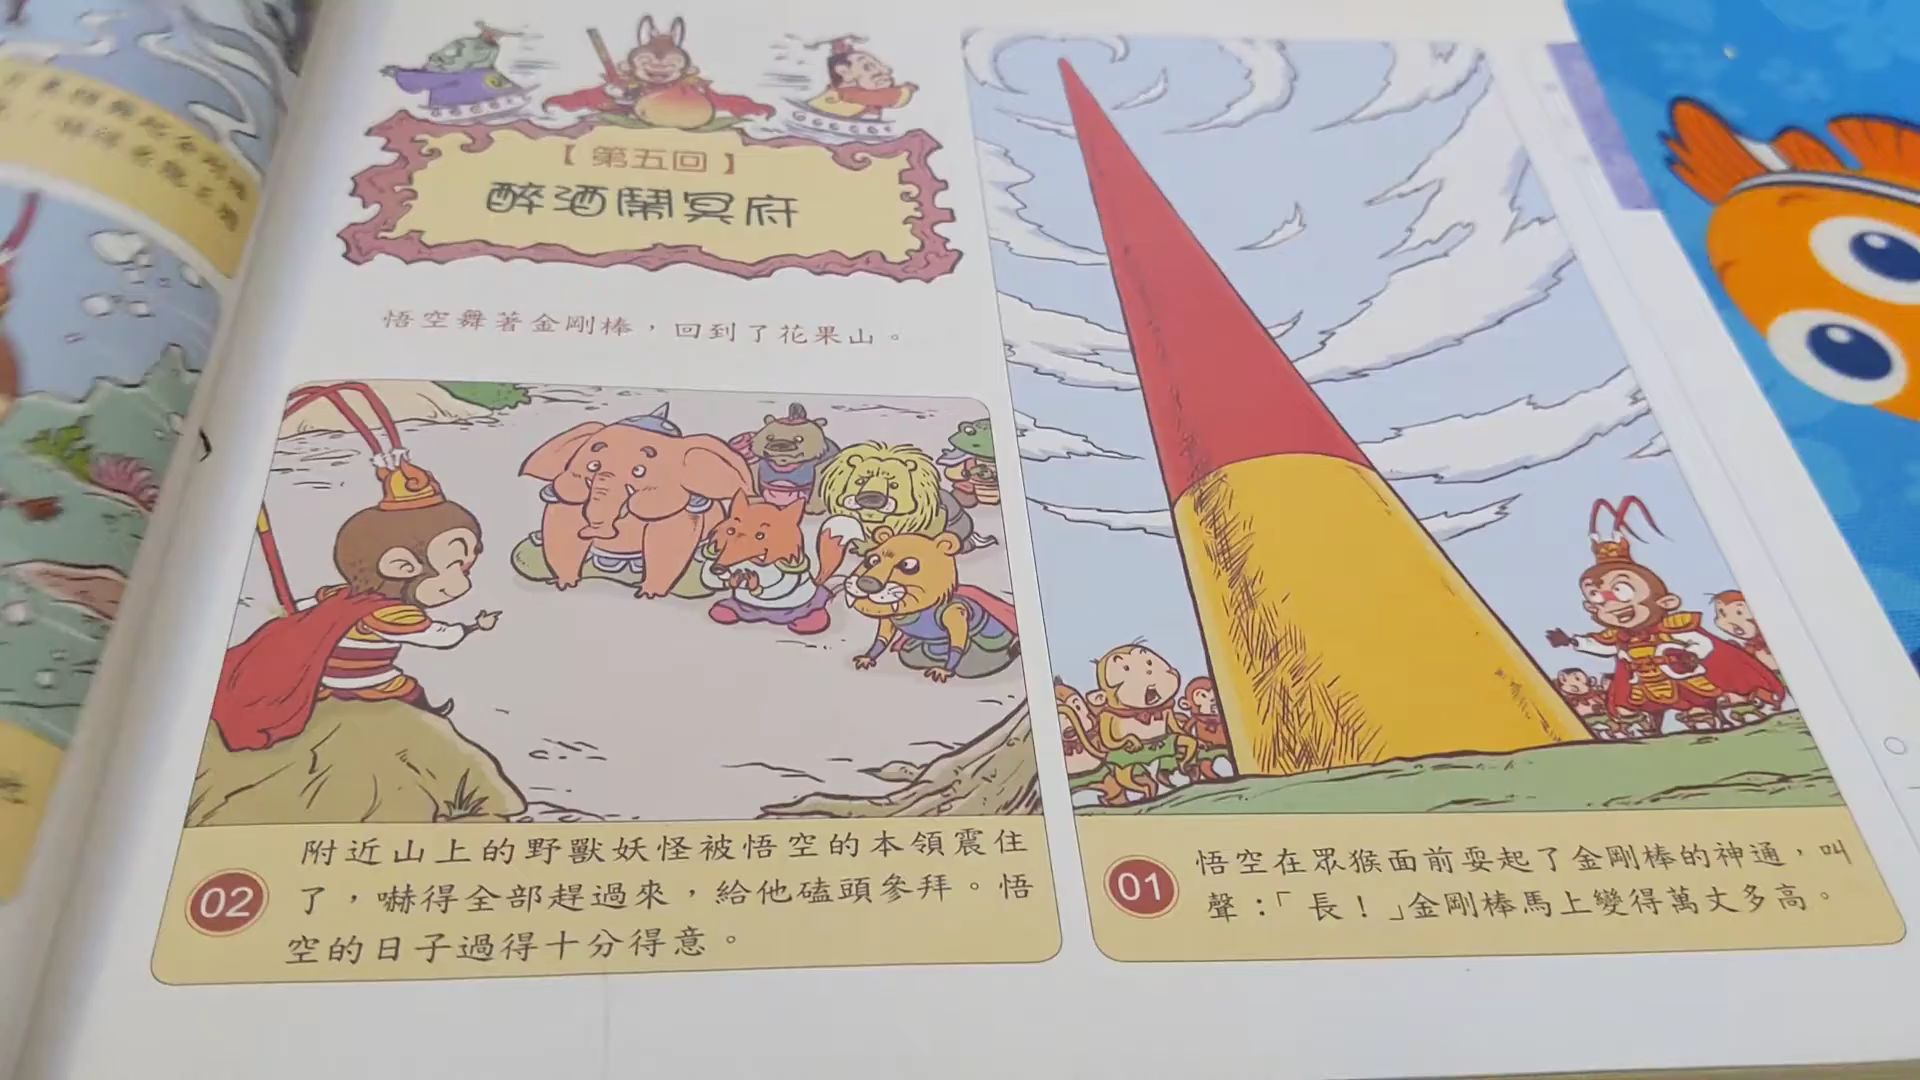 【第五回】
醉酒鬧冥府
悟空舞著金剛棒，回到了花果山。
01
悟空在眾猴面前耍起了金剛棒的神通，叫
聲：「長！」金剛棒馬上變得萬丈多高。
02
附近山上的野獸妖怪被悟空的本領震住
了，嚇得全部趕過來，給他磕頭參拜。悟
空的日子過得十分得意。